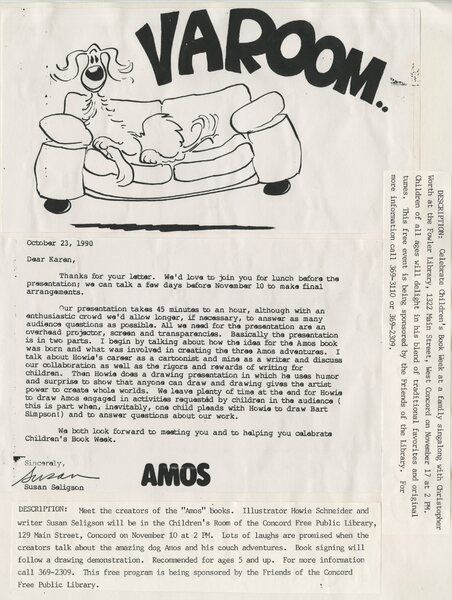 VAROOM..
October 23, 1990
Dear Karen,
Thanks for your letter. We'd love to join you for lunch before the
presentation; we can talk a few days before November 10 to make final
arrangements.
Our presentation takes 45 minutes to an hour, although with an
enthusiastic crowd we'd allow longer, if necessary, to answer as many
audience questions as possible. All we need for the presentation are an
overhead projector, screen and transparencies. Basically the presentation
is in two parts. I begin by talking about how the idea for the Amos book
was born and what was involved in creating the three Amos adventures. I
talk about Howie's career as a cartoonist and mine as a writer and discuss
our collaboration as well as the rigors and rewards of writing for
children. Then Howie does a drawing presentation in which he uses humor
and surprise to show that anyone can draw and drawing gives the artist
power to create whole worlds. We leave plenty of time at the end for Howie
to draw Amos engaged in activities requested by children in the audience (
this is part when, inevitably, one child pleads with Howie to draw Bart
Simpson!) and to answer questions about our work.
We both look forward to meeting you and to helping you celebrate
Children's Book Week.
Sincerely,
Susan
Susan Seligson
AMOS
DESCRIPTION: Meet the creators of the "Amos" books. Illustrator Howie Schneider and
writer Susan Seligson will be in the Children's Room of the Concord Free Public Library,
129 Main Street, Concord on November 10 at 2 PM. Lots of laughs are promised when the
creators talk about the amazing dog Amos and his couch adventures. Book signing will
follow a drawing demonstration. Recommended for ages 5 and up. For more information
call 369-2309. This free program is being sponsored by the Friends of the Concord
Free Public Library.
DESCRIPTION: Celebrate Children's Book Week at a family singalong with Christopher
Worth at the Fowler Library, 1322 Main Street, West Concord on November 17 at 2 PM.
Children of all ages will delight in his blend of traditional favorites and original
tunes. This free event is being sponsored by the Friends of the library. For
more information call 369-3110 or 369-2309.